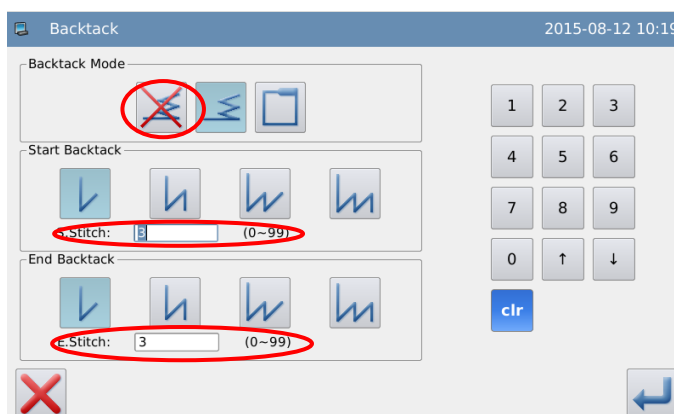 Backtack 2015-08-12 10:19
Backtack Mode
Start Backtack
S.Stitch: 3 (0~99)
End Backtack
E.Stitch: 3 (0~99)
1 2 3
4 5 6
7 8 9
0 ↑ ↓
clr